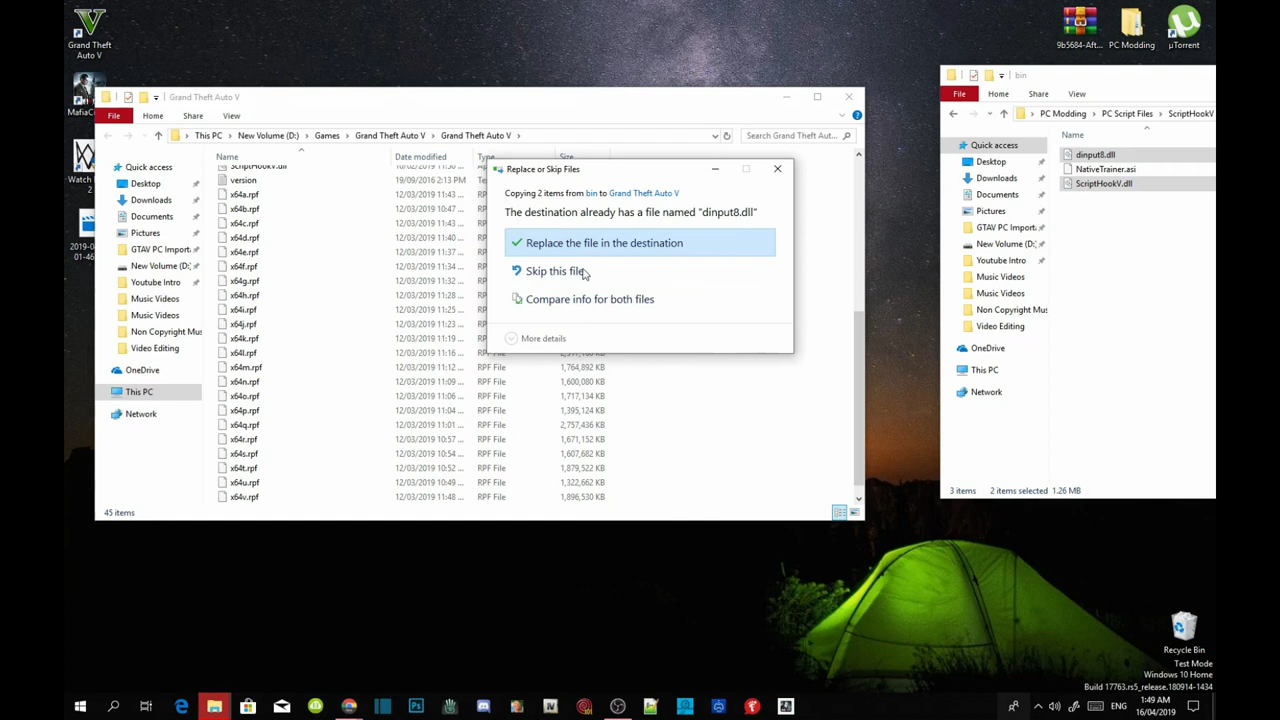 Grand Theft
Auto V
MafiaC
Watch
2
2019-0
01-46
9b5684-Aft...
PC Modding
µTorrent
Grand Theft Auto V
File
Home
Share
View
This PC
New Volume (D:)
Games
Grand Theft Auto V
Grand Theft Auto V
Search Grand Theft Aut...
Quick access
Desktop
Downloads
Documents
Pictures
GTAV PC Import
New Volume (D:
Youtube Intro
Music Videos
Music Videos
Non Copyright Mus
Video Editing
OneDrive
This PC
Network
Name
Date modified
Type
Size
ScriptHookV.dll
version 19/09/2016 2:13 PM
x64a.rpf 12/03/2019 11:43 ...
x64b.rpf 12/03/2019 10:47 ...
x64c.rpf 12/03/2019 11:43 ...
x64d.rpf 12/03/2019 11:40 ...
x64e.rpf 12/03/2019 11:38 ...
x64f.rpf 12/03/2019 11:34 ...
x64g.rpf 12/03/2019 11:31 ...
x64h.rpf 12/03/2019 11:28 ...
x64i.rpf 12/03/2019 11:25 ...
x64j.rpf 12/03/2019 11:23 ...
x64k.rpf 12/03/2019 11:19 ...
x64l.rpf 12/03/2019 11:16 ... RPF File
x64m.rpf 12/03/2019 11:12 ... RPF File 1,764,892 KB
x64n.rpf 12/03/2019 11:09 ... RPF File 1,600,080 KB
x64o.rpf 12/03/2019 11:06 ... RPF File 1,717,134 KB
x64p.rpf 12/03/2019 11:04 ... RPF File 1,395,124 KB
x64q.rpf 12/03/2019 11:01 ... RPF File 2,757,436 KB
x64r.rpf 12/03/2019 10:57 ... RPF File 1,671,152 KB
x64s.rpf 12/03/2019 10:54 ... RPF File 1,607,682 KB
x64t.rpf 12/03/2019 10:52 ... RPF File 1,879,522 KB
x64u.rpf 12/03/2019 10:49 ... RPF File 1,322,662 KB
x64v.rpf 12/03/2019 11:48 ... RPF File 1,896,530 KB
45 items
Replace or Skip Files
Copying 2 items from bin to Grand Theft Auto V
The destination already has a file named "dinput8.dll"
Replace the file in the destination
Skip this file
Compare info for both files
More details
bin
File
Home
Share
View
PC Modding
PC Script Files
ScriptHookV
Quick access
Desktop
Downloads
Documents
Pictures
GTAV PC Import
New Volume (D:
Youtube Intro
Music Videos
Music Videos
Non Copyright Mus
Video Editing
OneDrive
This PC
Network
Name
dinput8.dll
NativeTrainer.asi
ScriptHookV.dll
3 items 2 items selected 1.26 MB
Recycle Bin
Test Mode
Windows 10 Home
Build 17763.rs5_release.180914-1434
ENG
1:49 AM
16/04/2019